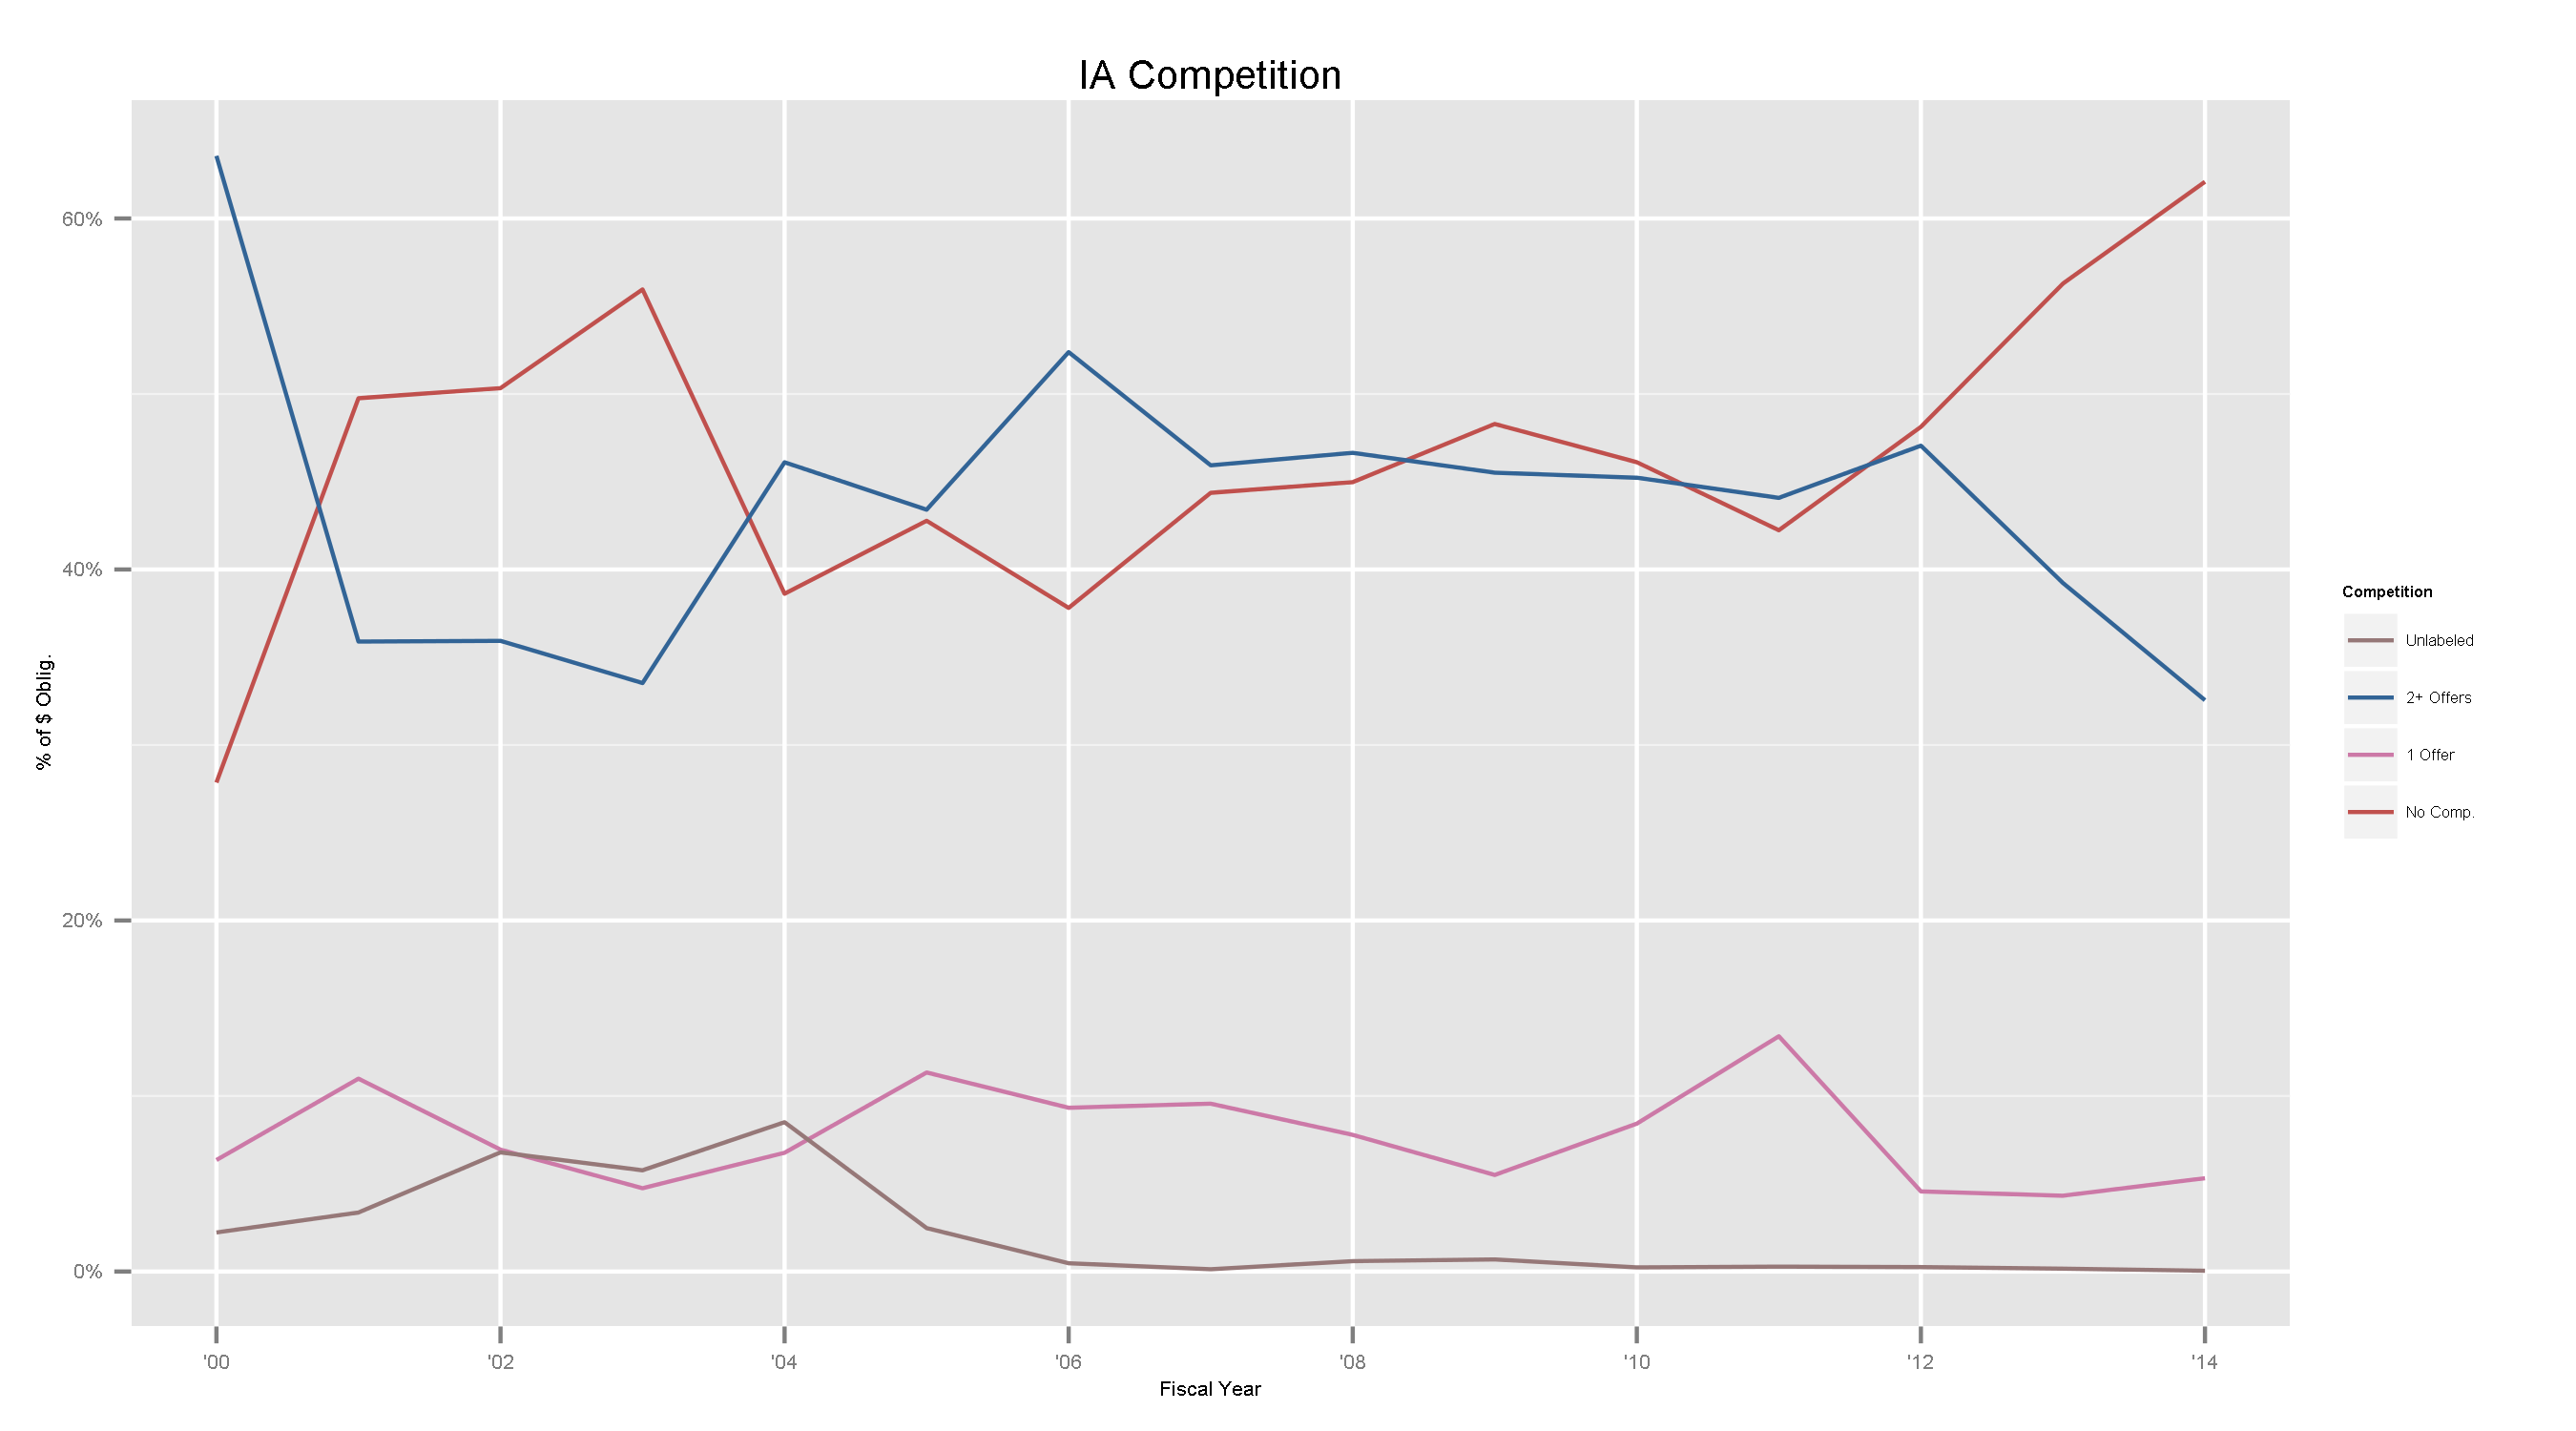 IA Competition
60%
40%
20%
0%
% of $ Oblig.
'00 '02 '04 '06 '08 '10 '12 '14
Fiscal Year
Competition
Unlabeled
2+ Offers
1 Offer
No Comp.